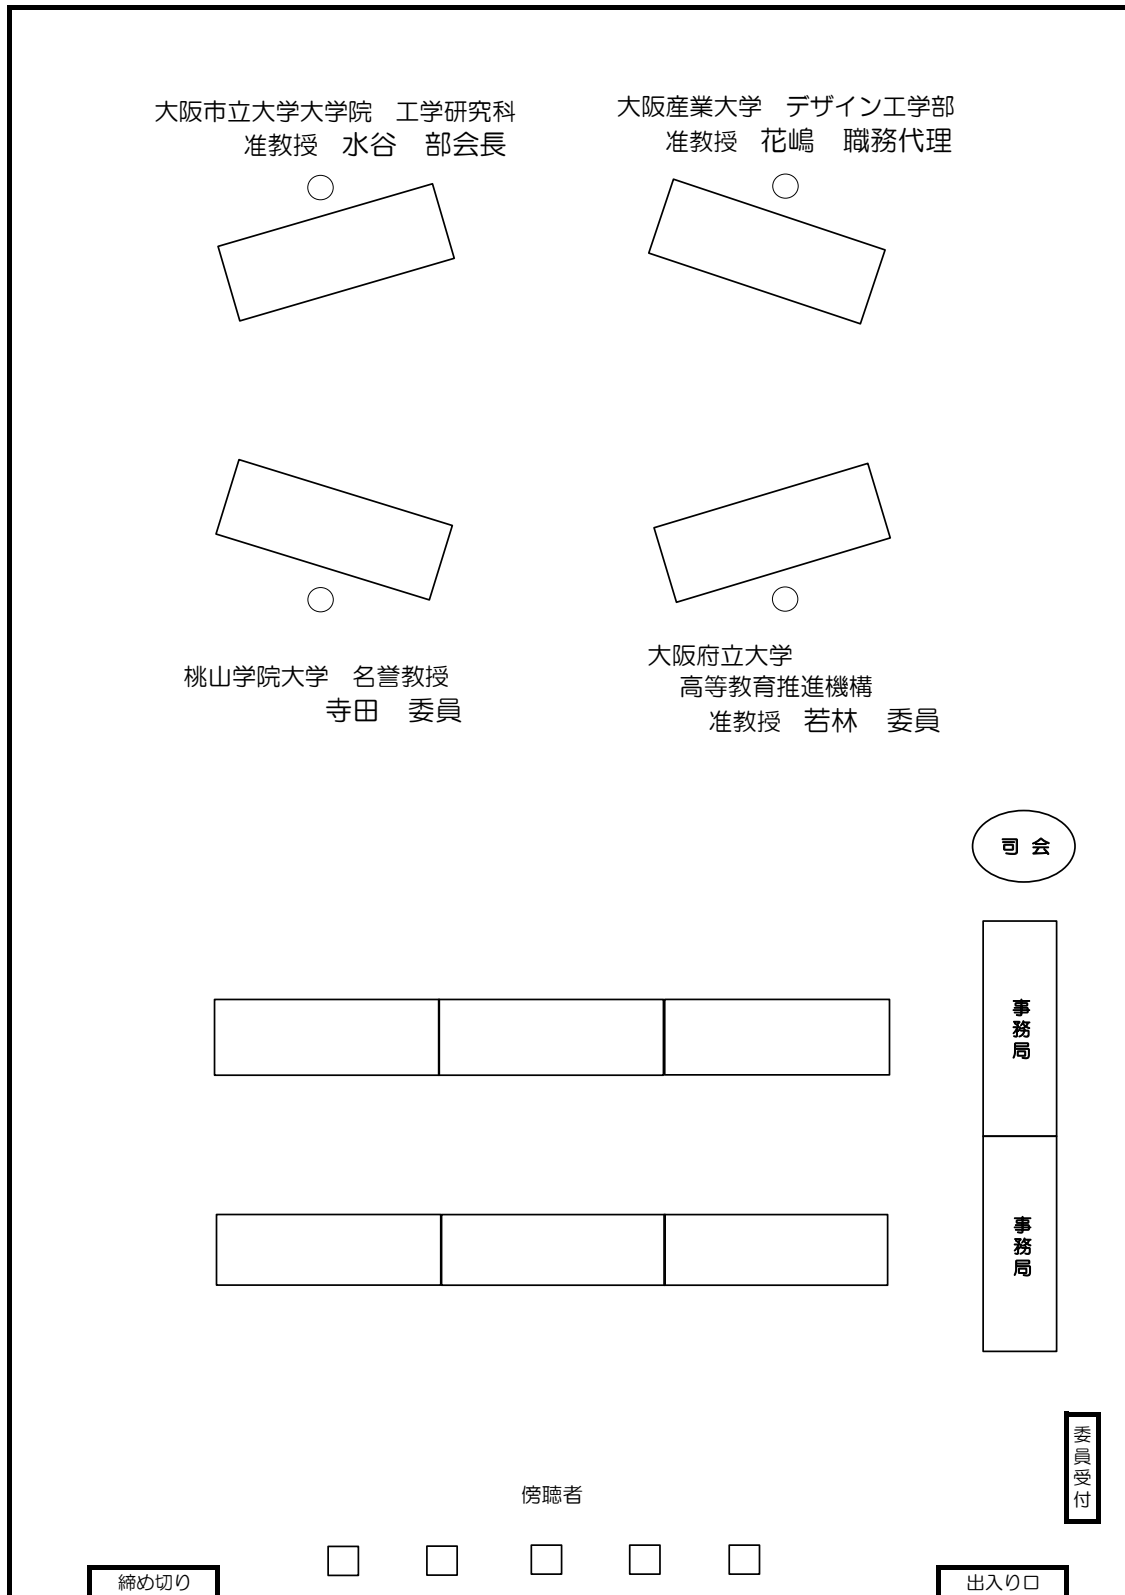 大阪市立大学大学院　工学研究科
准教授　水谷　部会長
大阪産業大学　デザイン工学部
准教授　花嶋　職務代理
桃山学院大学　名誉教授
寺田　委員
大阪府立大学
高等教育推進機構
准教授　若林　委員
司 会
事務局
事務局
委員受付
傍聴者
締め切り
出入り口